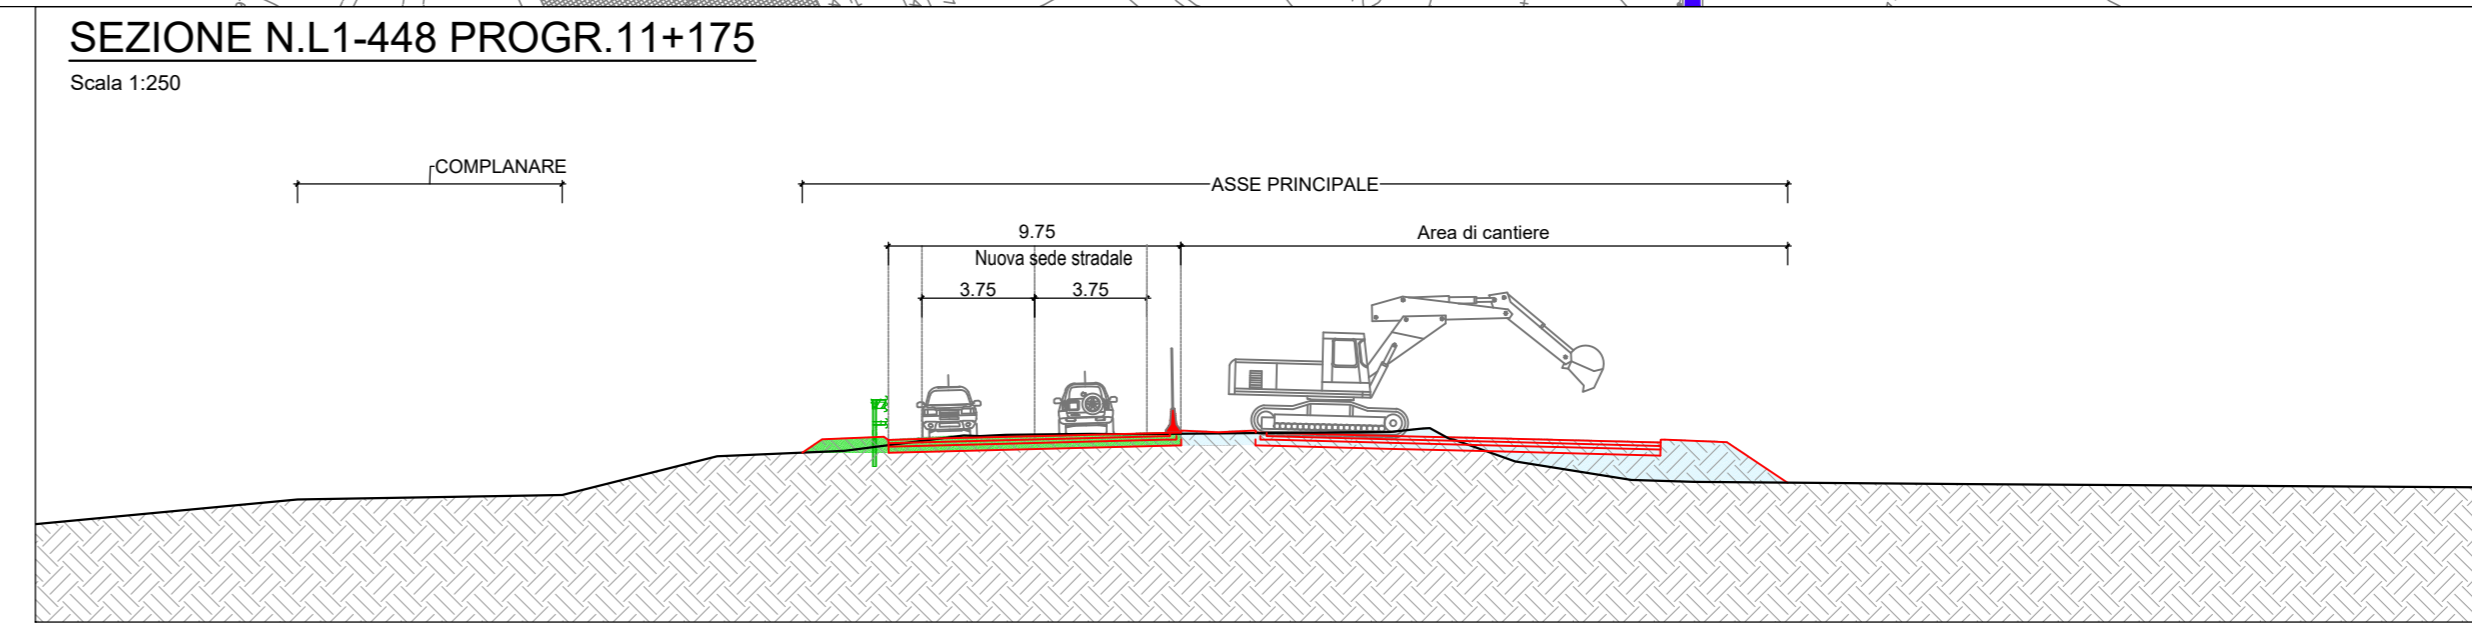 SEZIONE N.L1-448 PROGR.11+175
Scala 1:250
COMPLANARE
ASSE PRINCIPALE
9.75
Area di cantiere
Nuova sede stradale
3.75
3.75